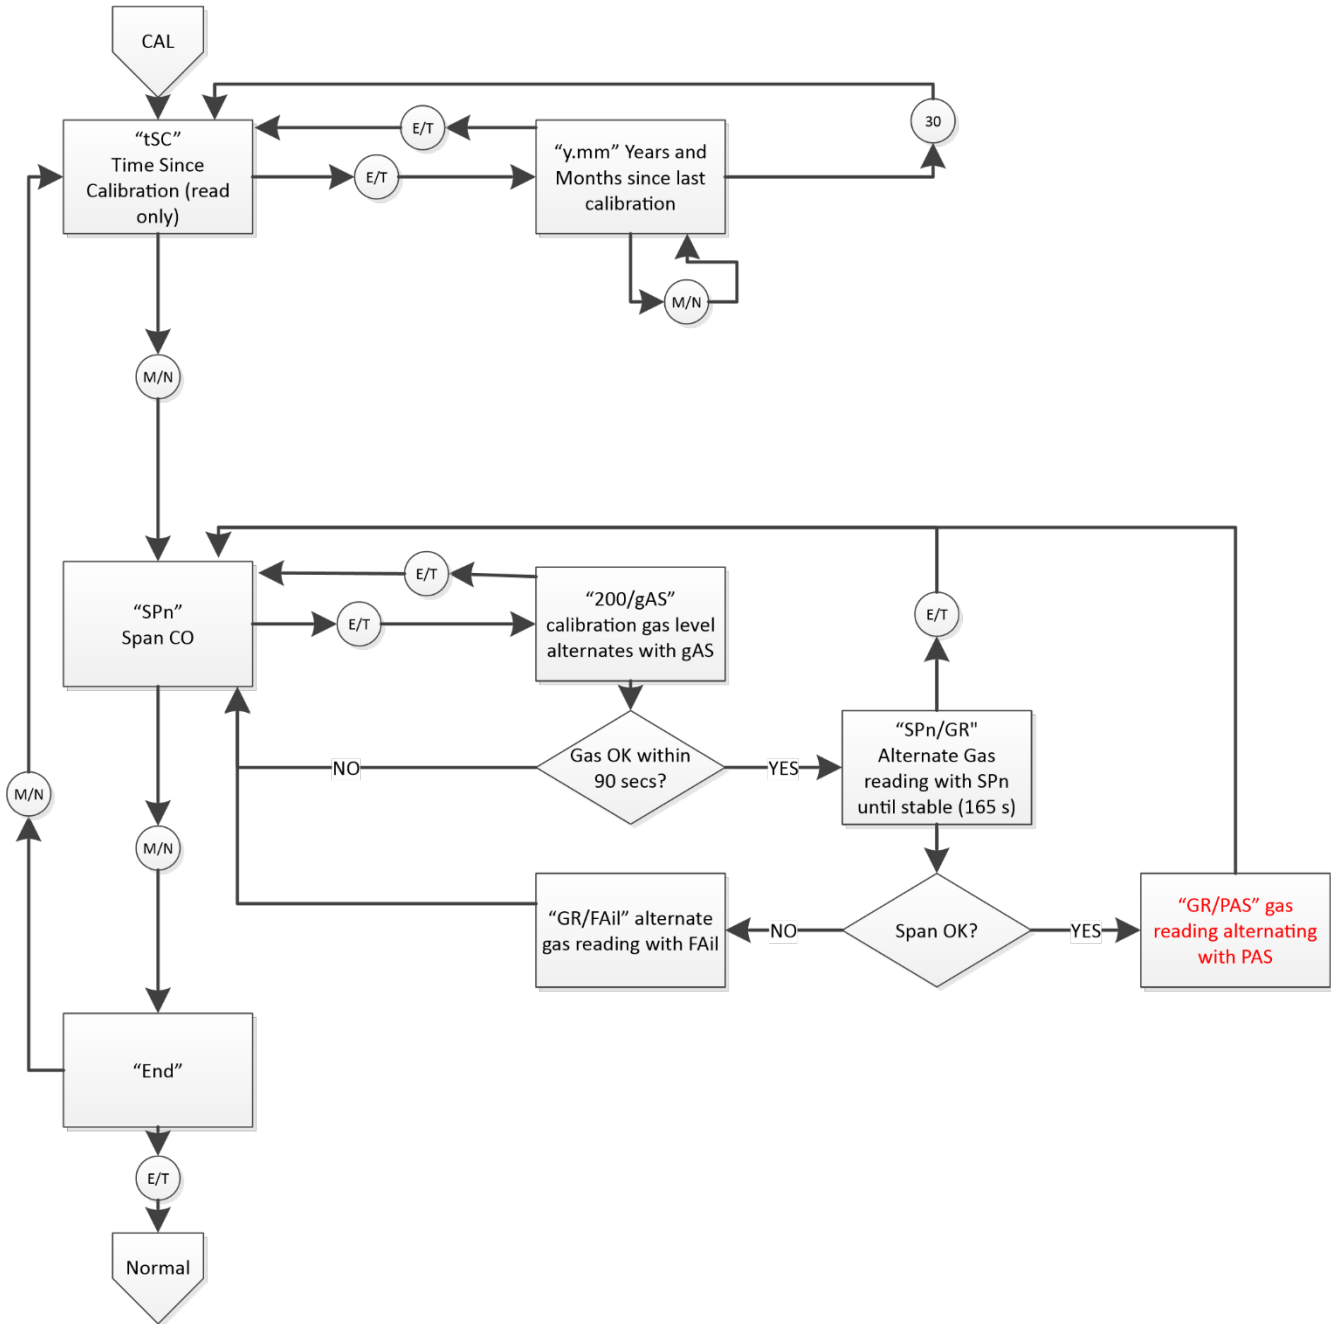 CAL
30
E/T
“tSC”
Time Since
Calibration (read
only)
E/T
“y.mm” Years and
Months since last
calibration
M/N
M/N
E/T
“SPn”
Span CO
E/T
“200/gAS”
calibration gas level
alternates with gAS
E/T
Gas OK within
90 secs?
NO
YES
“SPn/GR"
Alternate Gas
reading with SPn
until stable (165 s)
M/N
M/N
“GR/FAil” alternate
gas reading with FAil
NO
Span OK?
YES
“GR/PAS” gas
reading alternating
with PAS
“End”
E/T
Normal